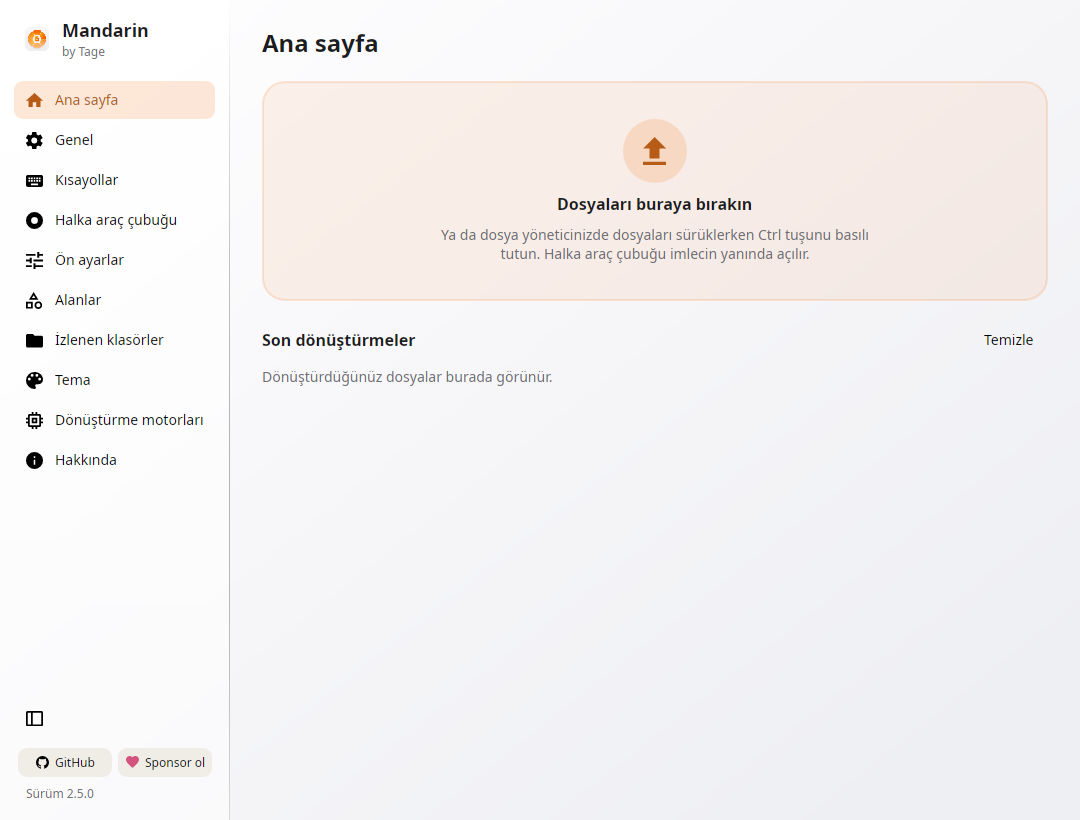 Mandarin
by Tage
Ana sayfa
Genel
Kısayollar
Halka araç çubuğu
Ön ayarlar
Alanlar
İzlenen klasörler
Tema
Dönüştürme motorları
Hakkında
GitHub
Sponsor ol
Sürüm 2.5.0
Ana sayfa
Dosyaları buraya bırakın
Ya da dosya yöneticinizde dosyaları sürüklerken Ctrl tuşunu basılı
tutun. Halka araç çubuğu imlecin yanında açılır.
Son dönüştürmeler
Temizle
Dönüştürdüğünüz dosyalar burada görünür.